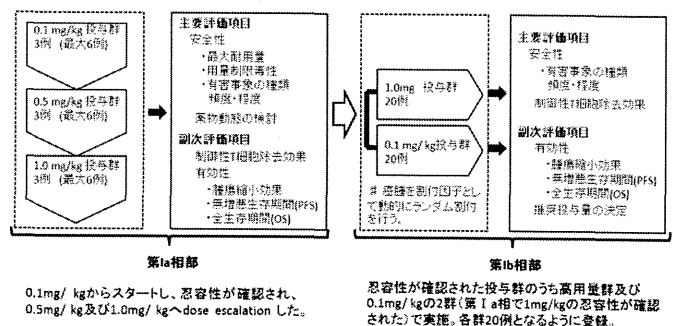 0.1 mg/kg 投与群
3例 (最大6例)
0.5 mg/kg 投与群
3例 (最大6例)
1.0 mg/kg 投与群
3例 (最大6例)
主要評価項目
安全性
・最大耐用量
・用量制限毒性
・有害事象の種類
頻度・程度
薬物動態の検討
副次評価項目
制御性T細胞除去効果
有効性
・腫瘍縮小効果
・無増悪生存期間(PFS)
・全生存期間(OS)
第Ia相部
0.1mg/ kgからスタートし、忍容性が確認され、
0.5mg/ kg及び1.0mg/ kgへdose escalation した。
1.0mg 投与群
20例
0.1 mg/kg投与群
20例
# 癌腫を割付因子とし
て動的にランダム割付
を行う。
主要評価項目
安全性
・有害事象の種類
頻度・程度
制御性T細胞除去効果
副次評価項目
有効性
・腫瘍縮小効果
・無増悪生存期間(PFS)
・全生存期間(OS)
推奨投与量の決定
第Ib相部
忍容性が確認された投与群のうち高用量群及び
0.1mg/ kgの2群(第Ⅰa相で1mg/kgの忍容性が確認
された)で実施。各群20例となるように登録。